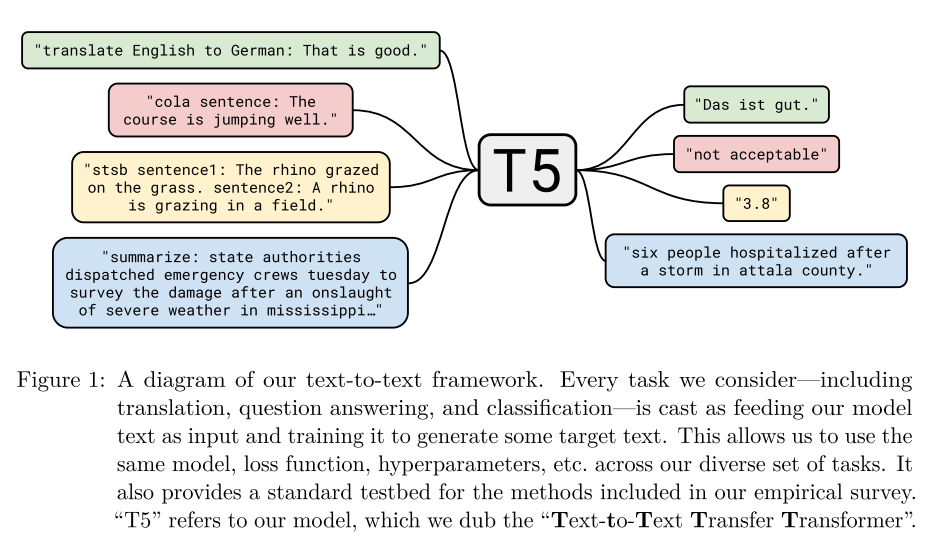 "translate English to German: That is good."
"cola sentence: The
course is jumping well."
"stsb sentence1: The rhino grazed
on the grass. sentence2: A rhino
is grazing in a field."
"summarize: state authorities
dispatched emergency crews tuesday to
survey the damage after an onslaught
of severe weather in mississippi…"
T5
"Das ist gut."
"not acceptable"
"3.8"
"six people hospitalized after
a storm in attala county."
Figure 1: A diagram of our text-to-text framework. Every task we consider—including
translation, question answering, and classification—is cast as feeding our model
text as input and training it to generate some target text. This allows us to use the
same model, loss function, hyperparameters, etc. across our diverse set of tasks. It
also provides a standard testbed for the methods included in our empirical survey.
“T5” refers to our model, which we dub the “Text-to-Text Transfer Transformer”.